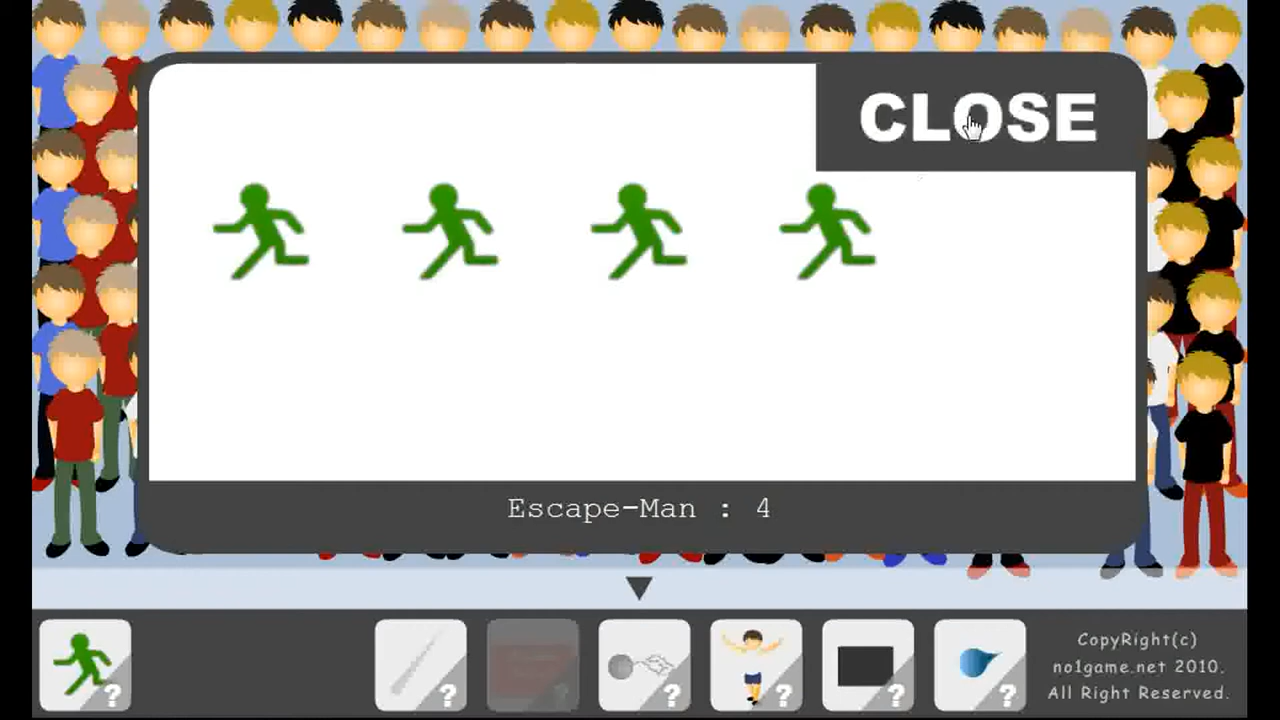 CLOSE
Escape-Man : 4
? ? ? ? ? ? ?
CopyRight(c)
no1game.net 2010.
All Right Reserved.